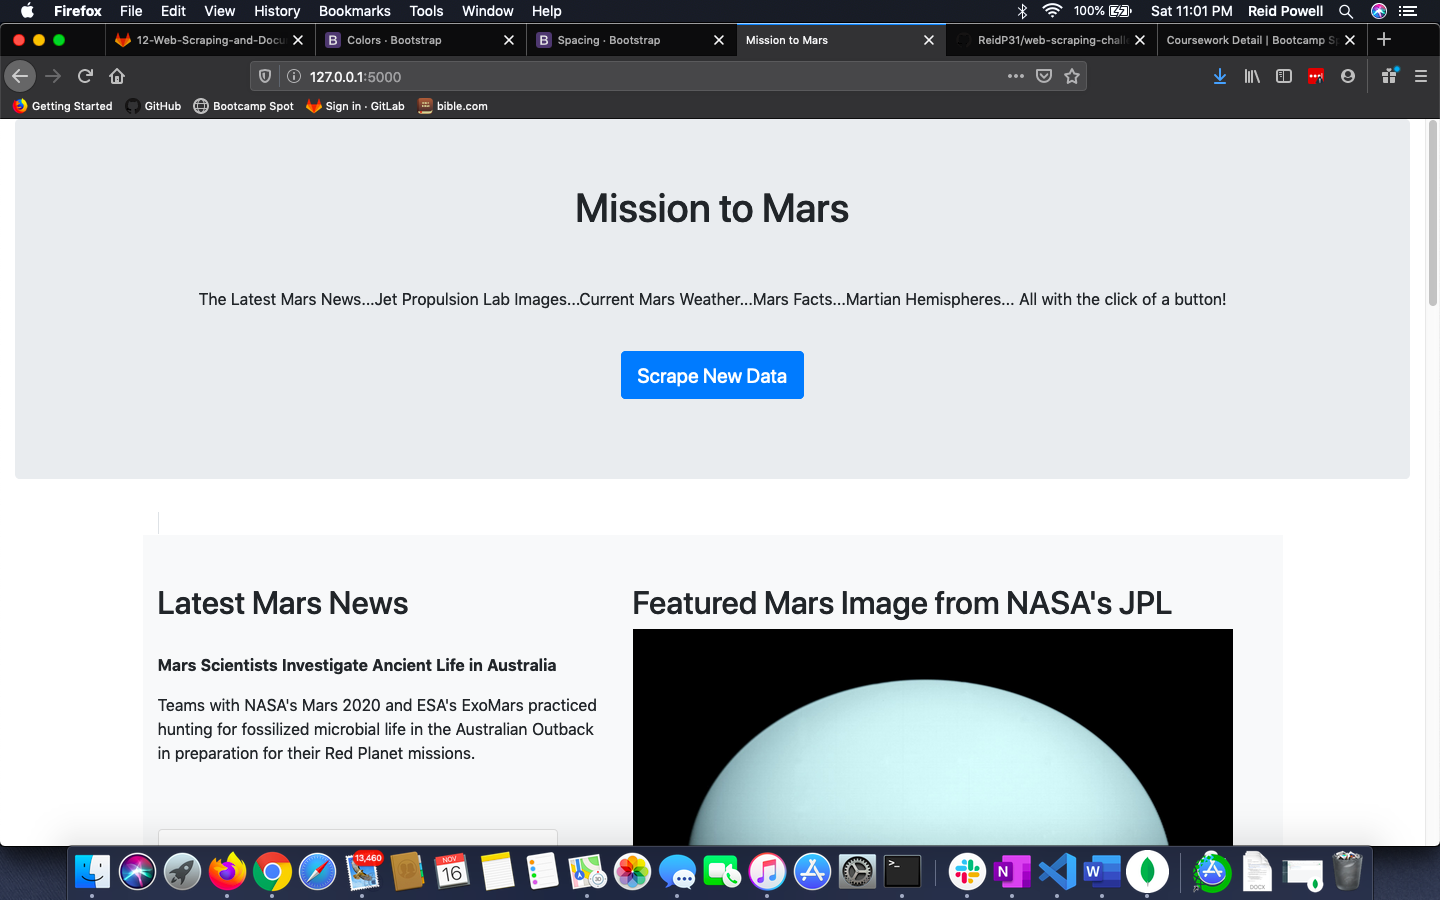 Firefox File Edit View History Bookmarks Tools Window Help 100% Sat 11:01 PM Reid Powell
12-Web-Scraping-and-Docu Colors · Bootstrap Spacing · Bootstrap Mission to Mars ReidP31/web-scraping-chall Coursework Detail | Bootcamp Sp
127.0.0.1:5000
Getting Started GitHub Bootcamp Spot Sign in · GitLab bible.com
Mission to Mars
The Latest Mars News...Jet Propulsion Lab Images...Current Mars Weather...Mars Facts...Martian Hemispheres... All with the click of a button!
Scrape New Data
Latest Mars News
Featured Mars Image from NASA's JPL
Mars Scientists Investigate Ancient Life in Australia
Teams with NASA's Mars 2020 and ESA's ExoMars practiced
hunting for fossilized microbial life in the Australian Outback
in preparation for their Red Planet missions.
13,460
NOV
16
DOCX